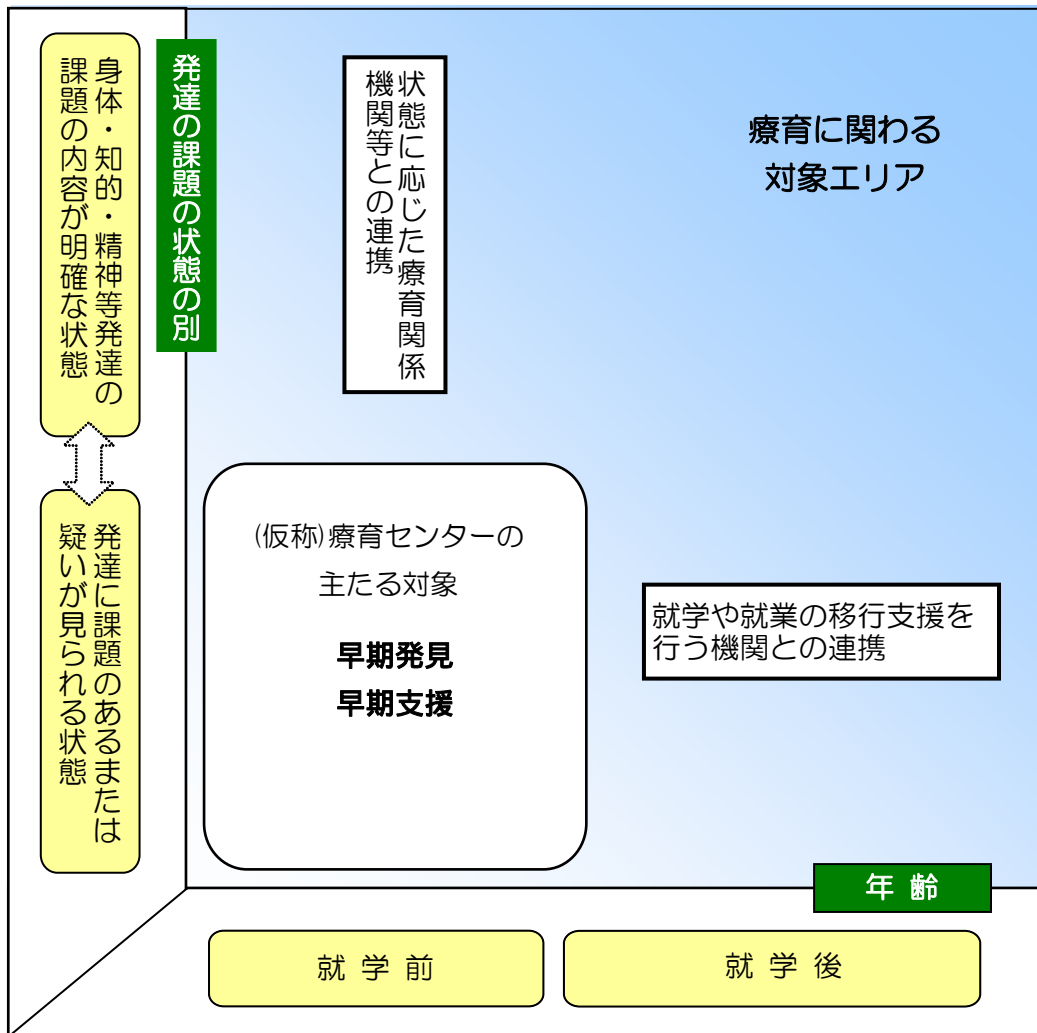 身体・知的・精神等発達の
課題の内容が明確な状態
発達の課題の状態の別
状態に応じた療育関係
機関等との連携
療育に関わる
対象エリア
発達に課題のあるまたは
疑いが見られる状態
(仮称)療育センターの
主たる対象
早期発見
早期支援
就学や就業の移行支援を
行う機関との連携
年 齢
就 学 前
就 学 後